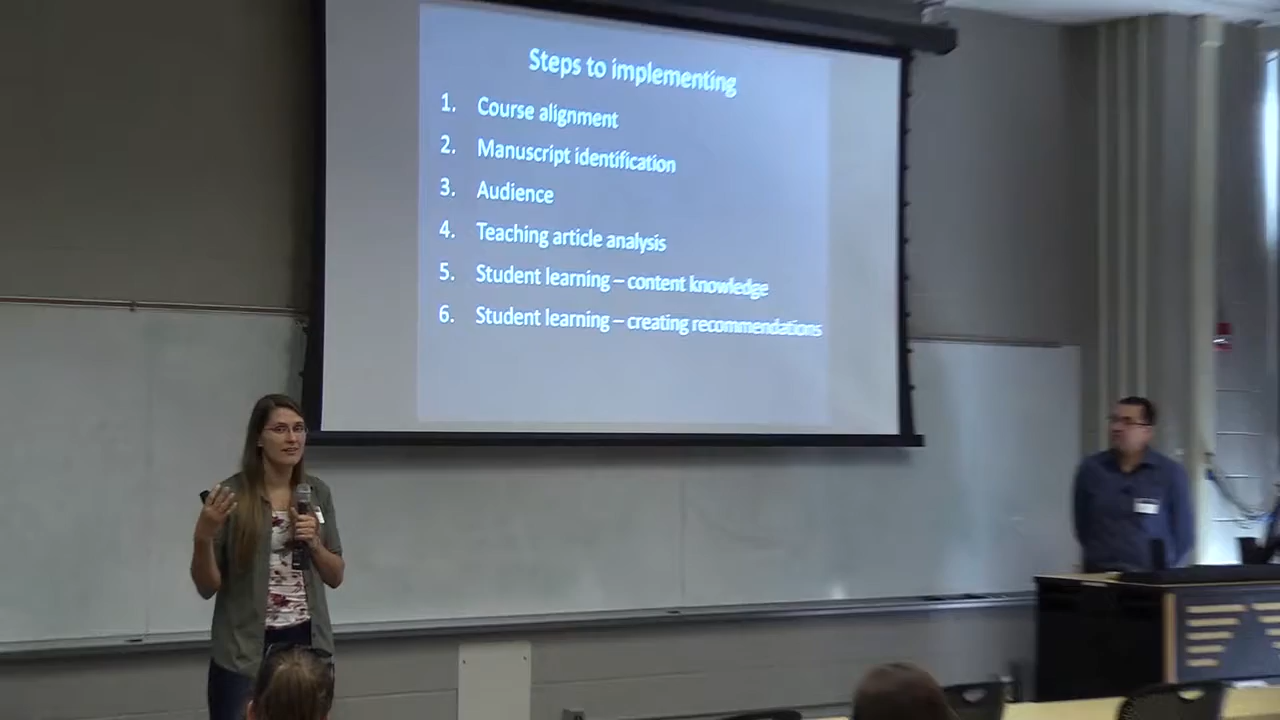 Steps to implementing
1. Course alignment
2. Manuscript identification
3. Audience
4. Teaching article analysis
5. Student learning – content knowledge
6. Student learning – creating recommendations